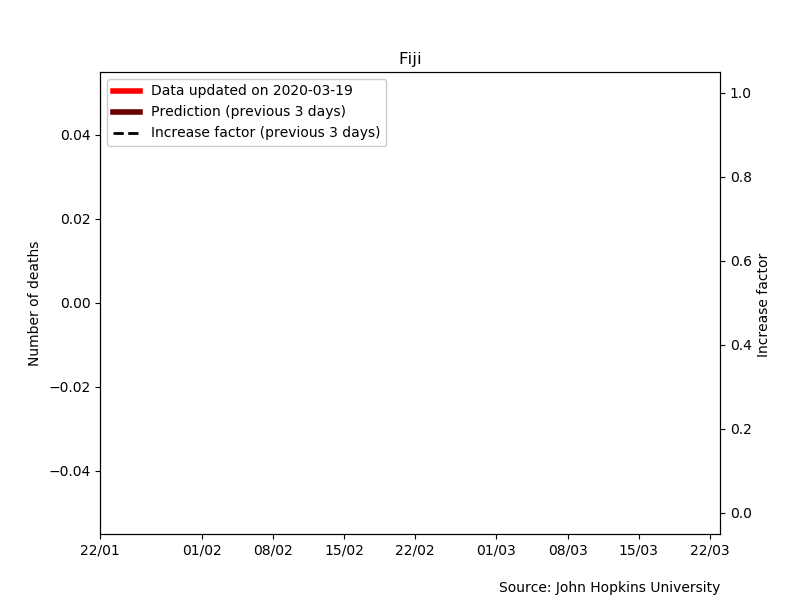 Fiji
Data updated on 2020-03-19
Prediction (previous 3 days)
Increase factor (previous 3 days)
Number of deaths
0.04
0.02
0.00
−0.02
−0.04
1.0
0.8
0.6
0.4
0.2
0.0
Increase factor
22/01 01/02 08/02 15/02 22/02 01/03 08/03 15/03 22/03
Source: John Hopkins University